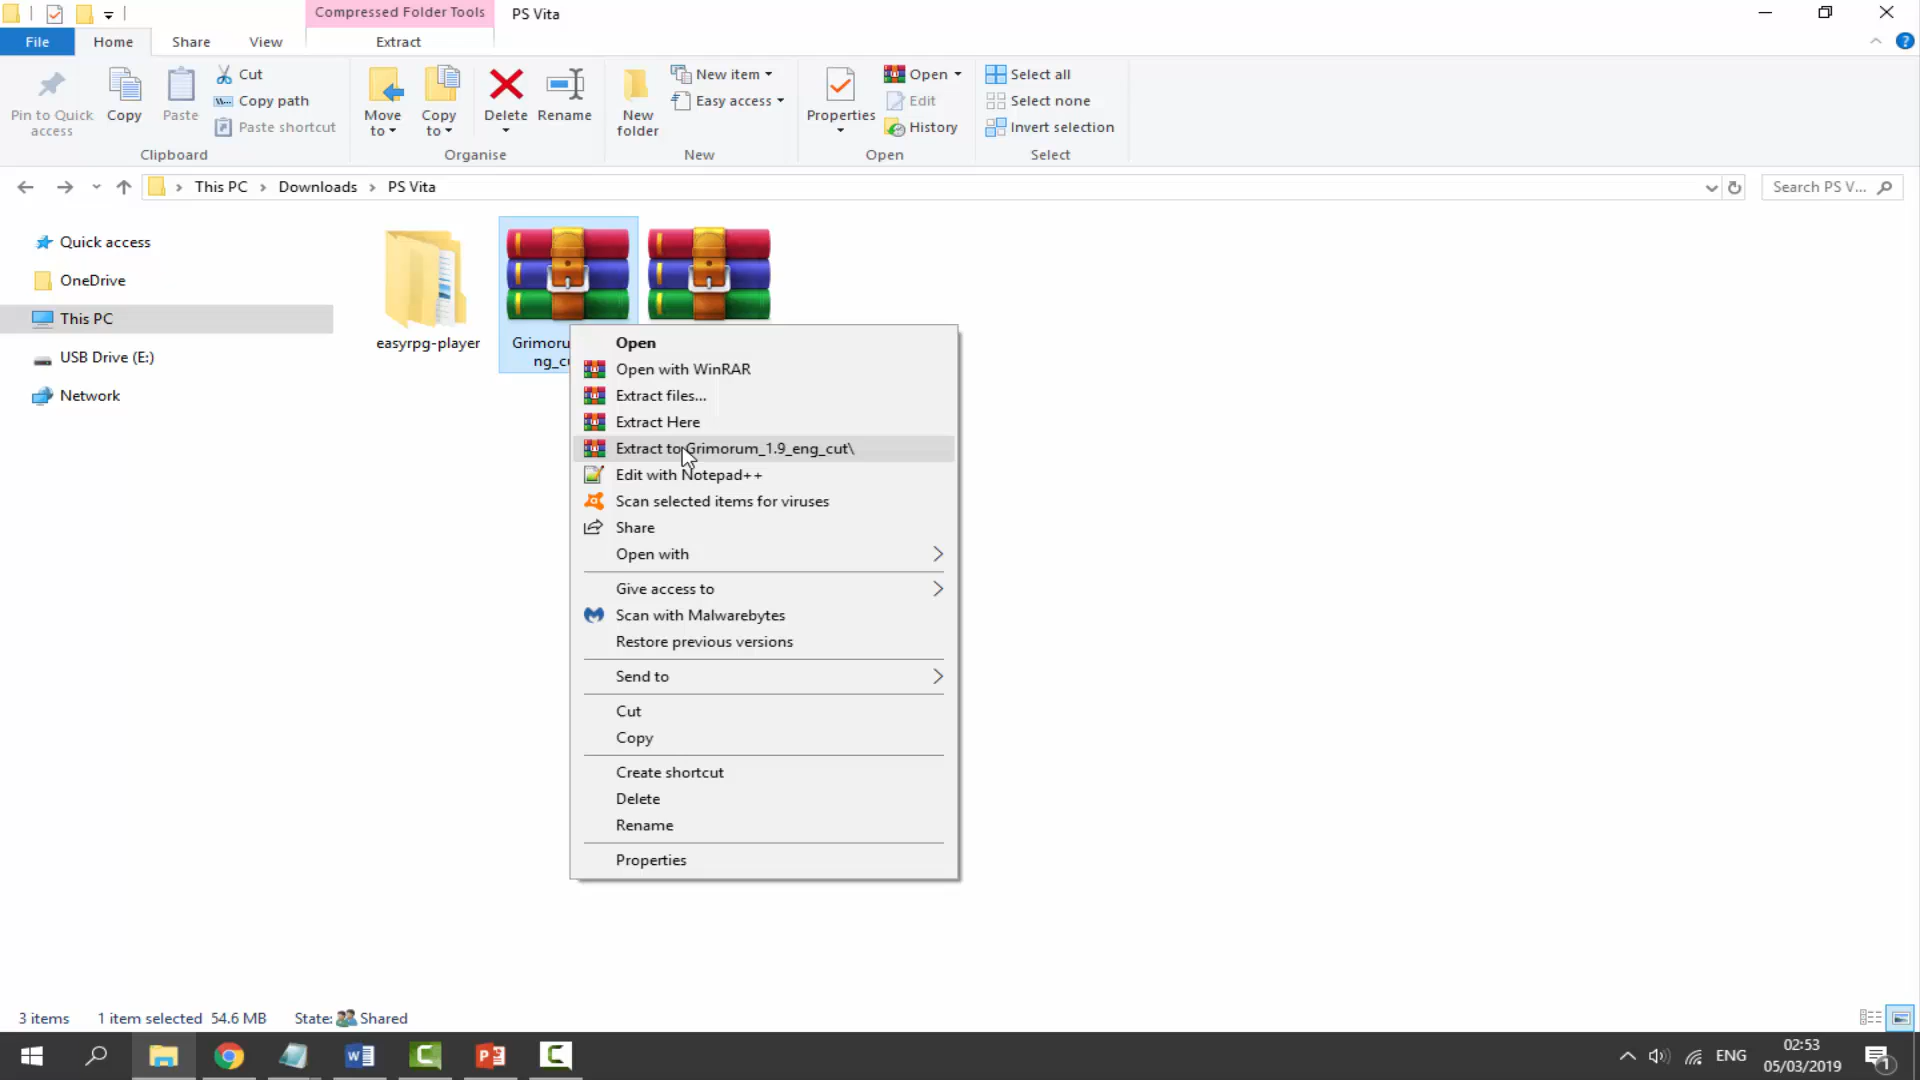 Compressed Folder Tools
PS Vita
File
Home
Share
View
Extract
Pin to Quick
access
Copy
Paste
Cut
Copy path
Paste shortcut
Clipboard
Move
to
Copy
to
Delete
Rename
Organise
New
folder
New item
Easy access
New
Properties
Open
Edit
History
Open
Select all
Select none
Invert selection
Select
This PC
Downloads
PS Vita
Search PS V...
Quick access
OneDrive
This PC
USB Drive (E:)
Network
easyrpg-player
Open
Open with WinRAR
Extract files...
Extract Here
Extract to Grimorum_1.9_eng_cut\
Edit with Notepad++
Scan selected items for viruses
Share
Open with
Give access to
Scan with Malwarebytes
Restore previous versions
Send to
Cut
Copy
Create shortcut
Delete
Rename
Properties
3 items
1 item selected 54.6 MB
State: Shared
ENG
02:53
05/03/2019
1